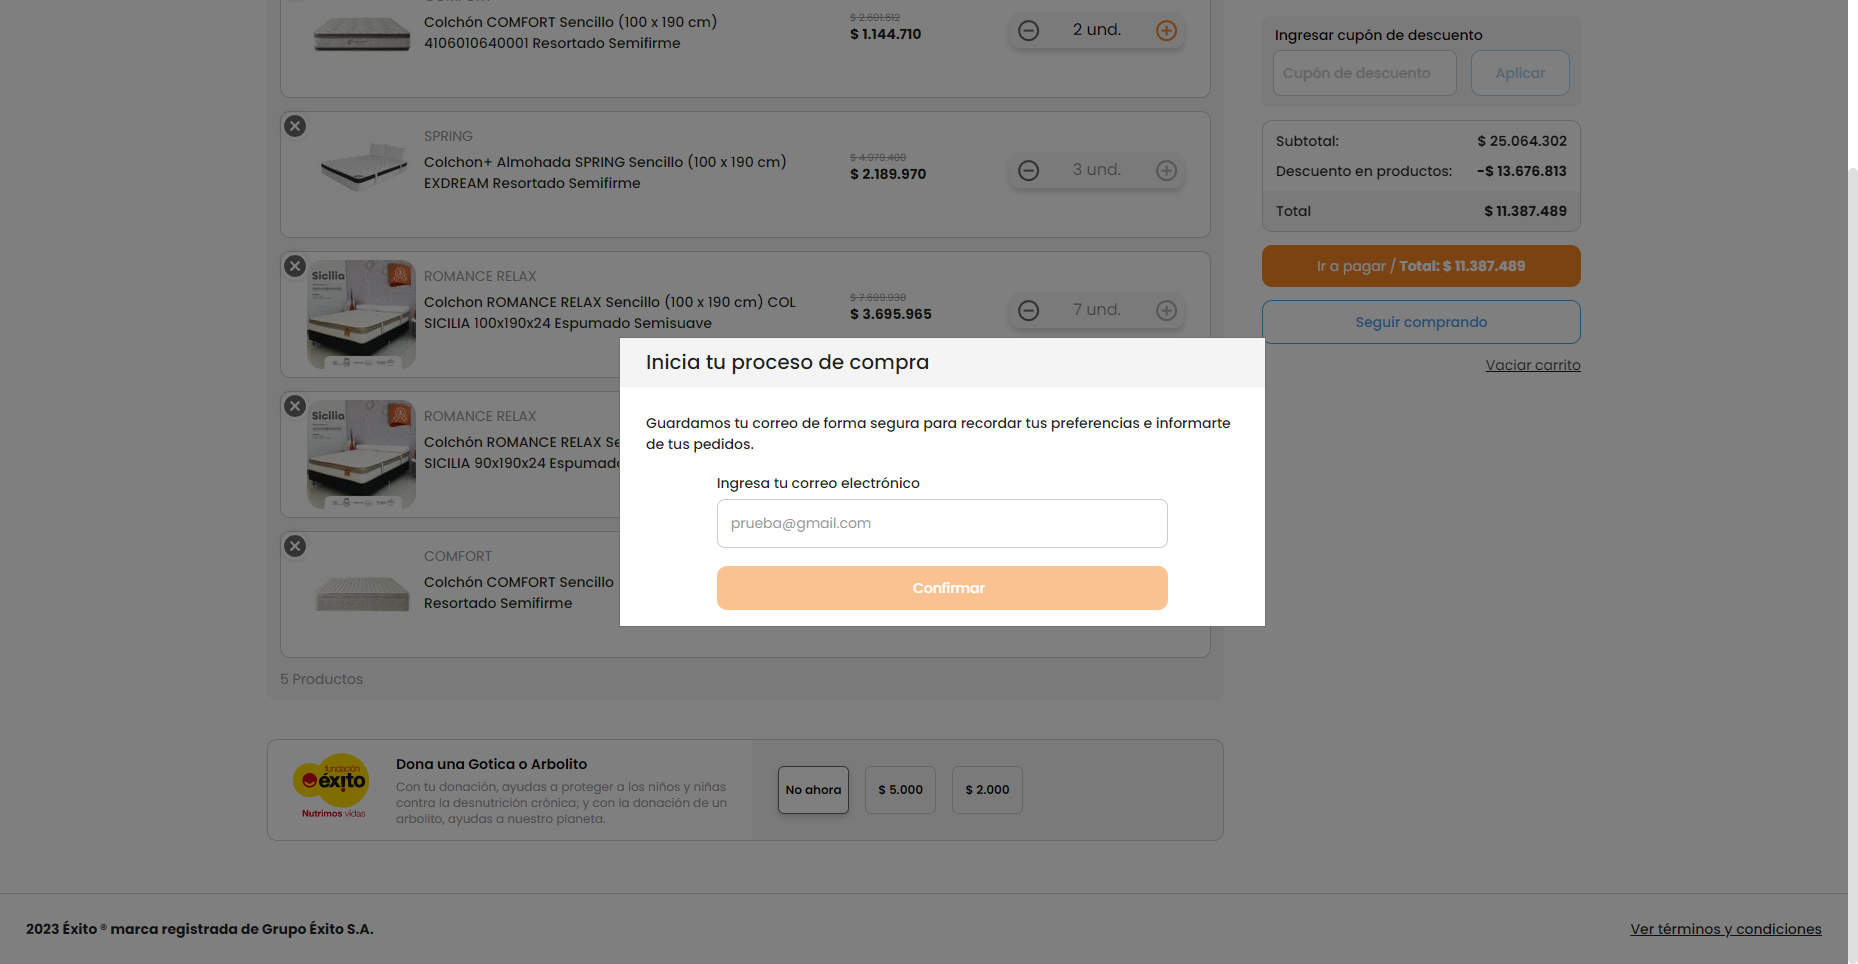 Colchón COMFORT Sencillo (100 x 190 cm)
4106010640001 Resortado Semifirme
$ 2.601.612
$ 1.144.710
2 und.
SPRING
Colchon+ Almohada SPRING Sencillo (100 x 190 cm)
EXDREAM Resortado Semifirme
$ 4.979.400
$ 2.189.970
3 und.
Sicilia
ROMANCE RELAX
Colchon ROMANCE RELAX Sencillo (100 x 190 cm) COL
SICILIA 100x190x24 Espumado Semisuave
$ 7.699.930
$ 3.695.965
7 und.
Sicilia
ROMANCE RELAX
Colchón ROMANCE RELAX Se
SICILIA 90x190x24 Espumado
COMFORT
Colchón COMFORT Sencillo
Resortado Semifirme
5 Productos
Ingresar cupón de descuento
Cupón de descuento
Aplicar
Subtotal: $ 25.064.302
Descuento en productos: -$ 13.676.813
Total $ 11.387.489
Ir a pagar / Total: $ 11.387.489
Seguir comprando
Vaciar carrito
Inicia tu proceso de compra
Guardamos tu correo de forma segura para recordar tus preferencias e informarte
de tus pedidos.
Ingresa tu correo electrónico
prueba@gmail.com
Confirmar
fundación
éxito
Nutrimos vidas
Dona una Gotica o Arbolito
Con tu donación, ayudas a proteger a los niños y niñas
contra la desnutrición crónica; y con la donación de un
arbolito, ayudas a nuestro planeta.
No ahora
$ 5.000
$ 2.000
2023 Éxito ® marca registrada de Grupo Éxito S.A.
Ver términos y condiciones